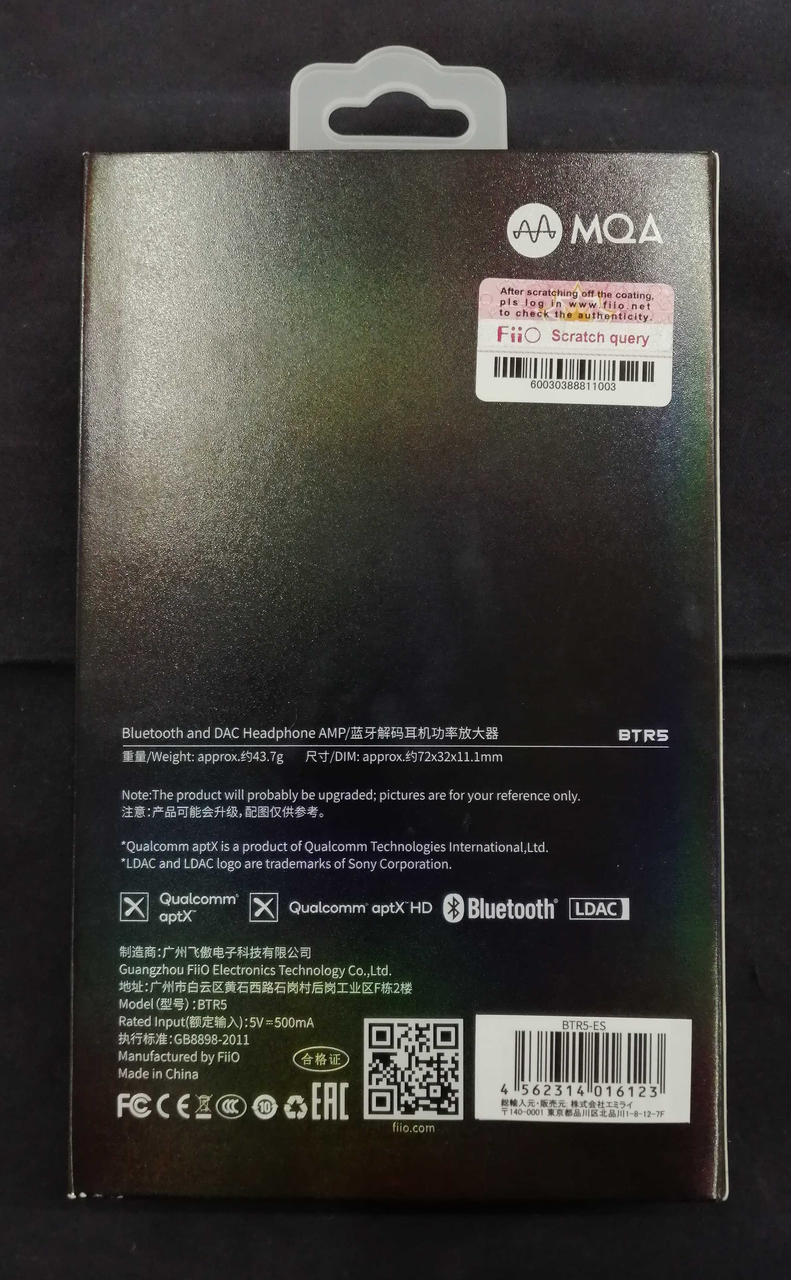 MQA
After scratching off the coating,
pls log in www.fiio.net
to check the authenticity.
FiiO Scratch query
60030388811003
Bluetooth and DAC Headphone AMP/蓝牙解码耳机功率放大器 BTR5
重量/Weight: approx.约43.7g 尺寸/DIM: approx.约72x32x11.1mm
Note:The product will probably be upgraded; pictures are for your reference only.
注意:产品可能会升级,配图仅供参考。
*Qualcomm aptX is a product of Qualcomm Technologies International,Ltd.
*LDAC and LDAC logo are trademarks of Sony Corporation.
Qualcomm® aptX™ Qualcomm® aptX™ HD Bluetooth® LDAC
制造商:广州飞傲电子科技有限公司
Guangzhou FiiO Electronics Technology Co.,Ltd.
地址:广州市白云区黄石西路石岗村后岗工业区F栋2楼
Model(型号):BTR5
Rated Input(额定输入):5V=500mA
执行标准:GB8898-2011
Manufactured by FiiO
合格证
Made in China
FC CE CCC 10 EAC
fiio.com
BTR5-ES
4 562314 016123
総輸入元・販売元 株式会社エミライ
〒140-0001 東京都品川区北品川1-8-12-7F